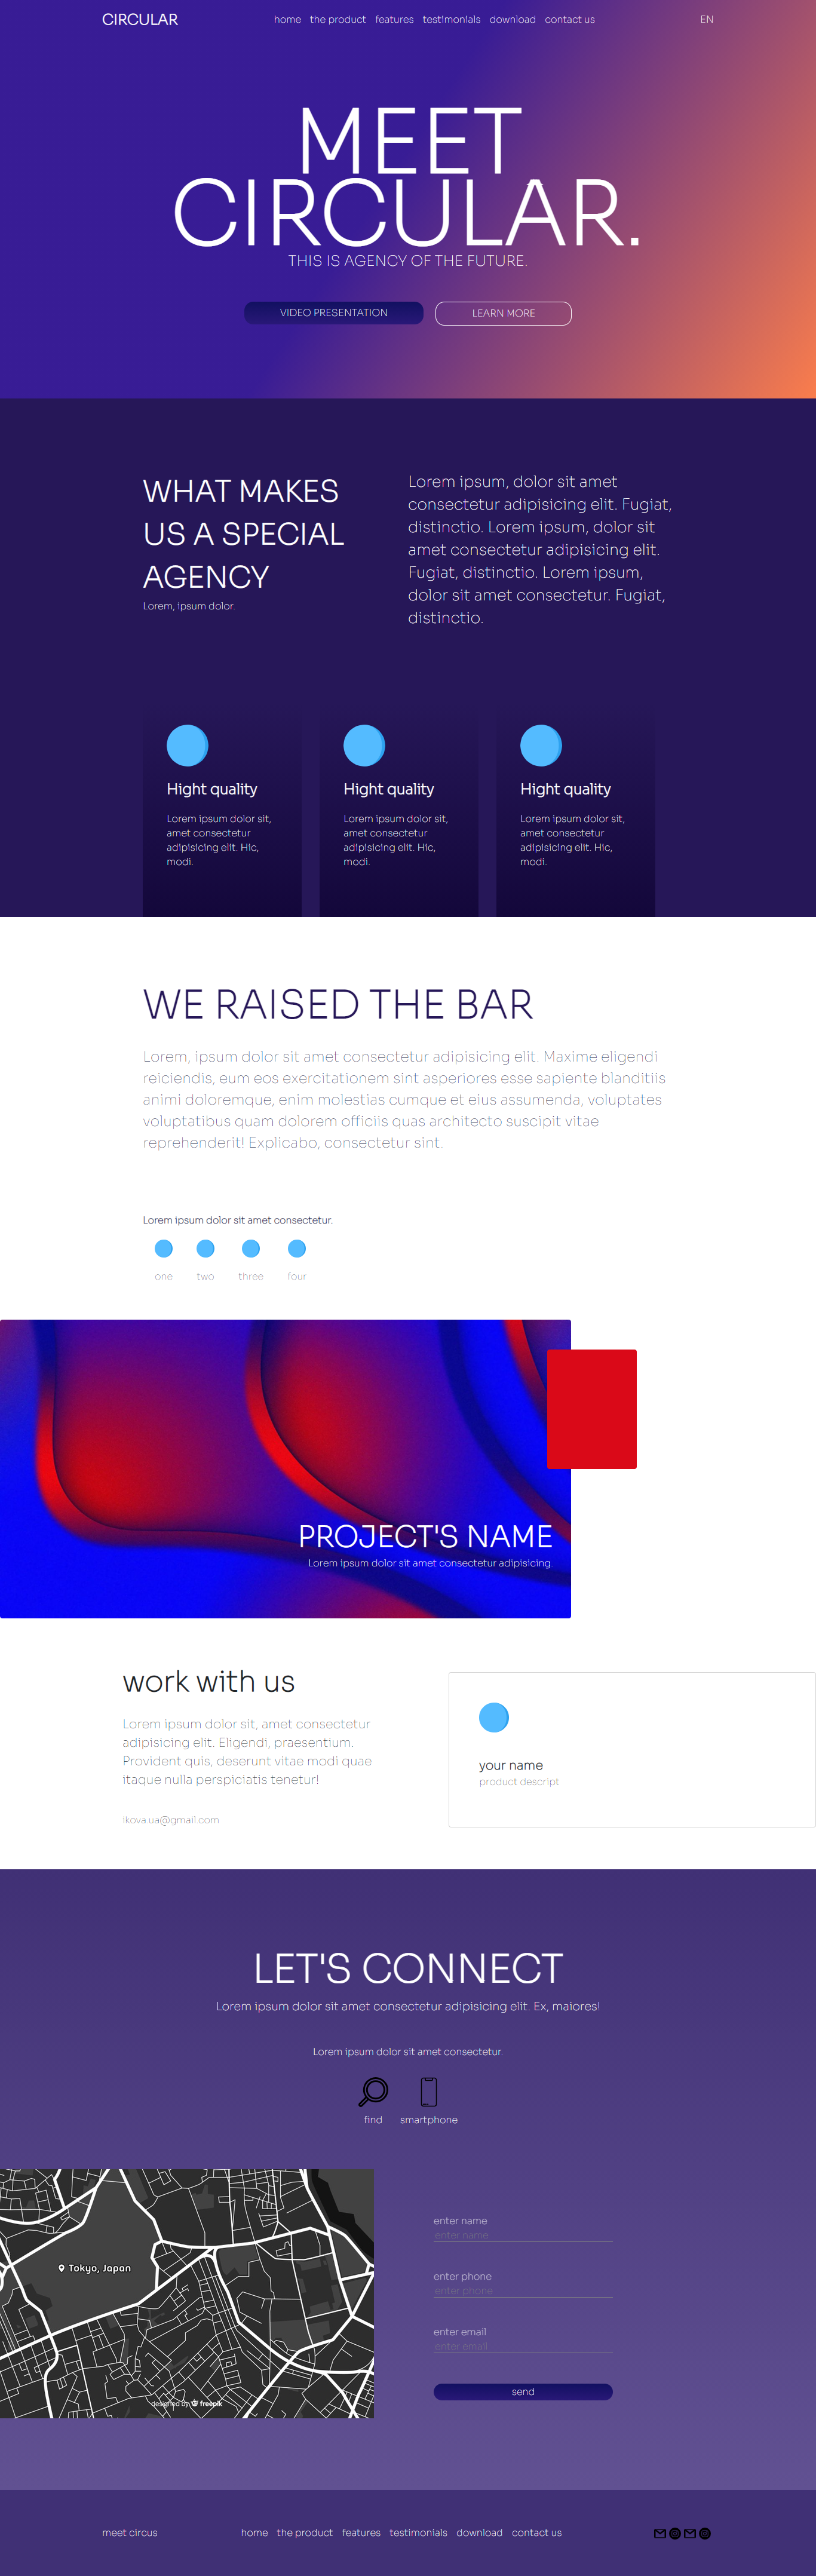 CIRCULAR
home the product features testimonials download contact us
EN
MEET
CIRCULAR.
THIS IS AGENCY OF THE FUTURE.
VIDEO PRESENTATION
LEARN MORE
WHAT MAKES
US A SPECIAL
AGENCY
Lorem, ipsum dolor.
Lorem ipsum, dolor sit amet
consectetur adipisicing elit. Fugiat,
distinctio. Lorem ipsum, dolor sit
amet consectetur adipisicing elit.
Fugiat, distinctio. Lorem ipsum,
dolor sit amet consectetur. Fugiat,
distinctio.
Hight quality
Lorem ipsum dolor sit,
amet consectetur
adipisicing elit. Hic,
modi.
Hight quality
Lorem ipsum dolor sit,
amet consectetur
adipisicing elit. Hic,
modi.
Hight quality
Lorem ipsum dolor sit,
amet consectetur
adipisicing elit. Hic,
modi.
WE RAISED THE BAR
Lorem, ipsum dolor sit amet consectetur adipisicing elit. Maxime eligendi
reiciendis, eum eos exercitationem sint asperiores esse sapiente blanditiis
animi doloremque, enim molestias cumque et eius assumenda, voluptates
voluptatibus quam dolorem officiis quas architecto suscipit vitae
reprehenderit! Explicabo, consectetur sint.
Lorem ipsum dolor sit amet consectetur.
one two three four
PROJECT'S NAME
Lorem ipsum dolor sit amet consectetur adipisicing.
work with us
Lorem ipsum dolor sit, amet consectetur
adipisicing elit. Eligendi, praesentium.
Provident quis, deserunt vitae modi quae
itaque nulla perspiciatis tenetur!
ikova.ua@gmail.com
your name
product descript
LET'S CONNECT
Lorem ipsum dolor sit amet consectetur adipisicing elit. Ex, maiores!
Lorem ipsum dolor sit amet consectetur.
find smartphone
Tokyo, Japan
designed by freepik
enter name
enter name
enter phone
enter phone
enter email
enter email
send
meet circus
home the product features testimonials download contact us